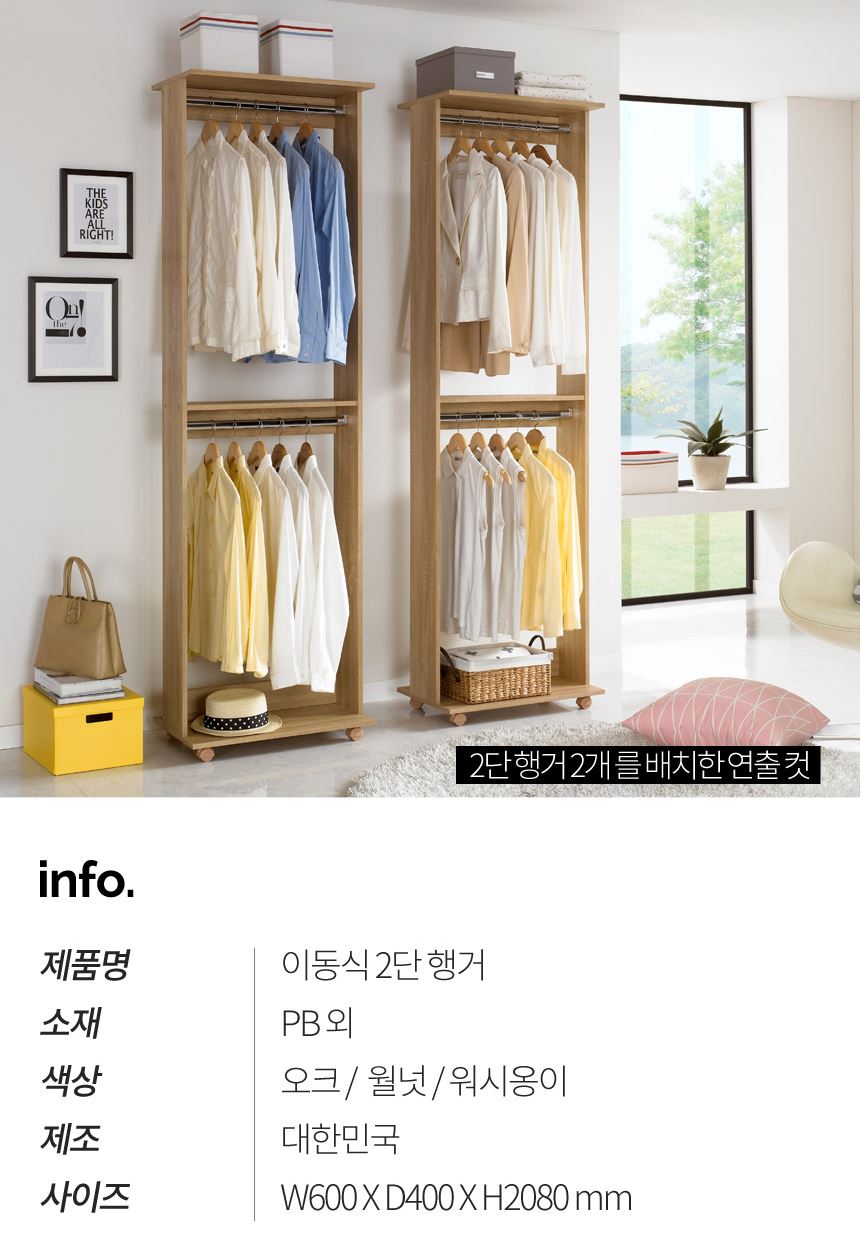 THE
KIDS
ARE
ALL
RIGHT!
On
the
2단 행거 2개 를 배치한 연출 컷
info.
제품명 이동식 2단 행거
소재 PB 외
색상 오크 / 월넛 / 워시옹이
제조 대한민국
사이즈 W600 X D400 X H2080 mm